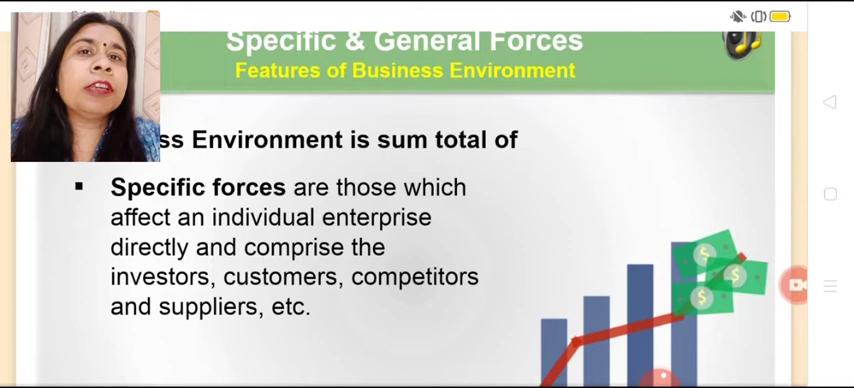 Specific & General Forces
Features of Business Environment
ss Environment is sum total of
▪ Specific forces are those which
affect an individual enterprise
directly and comprise the
investors, customers, competitors
and suppliers, etc.
$
$
$